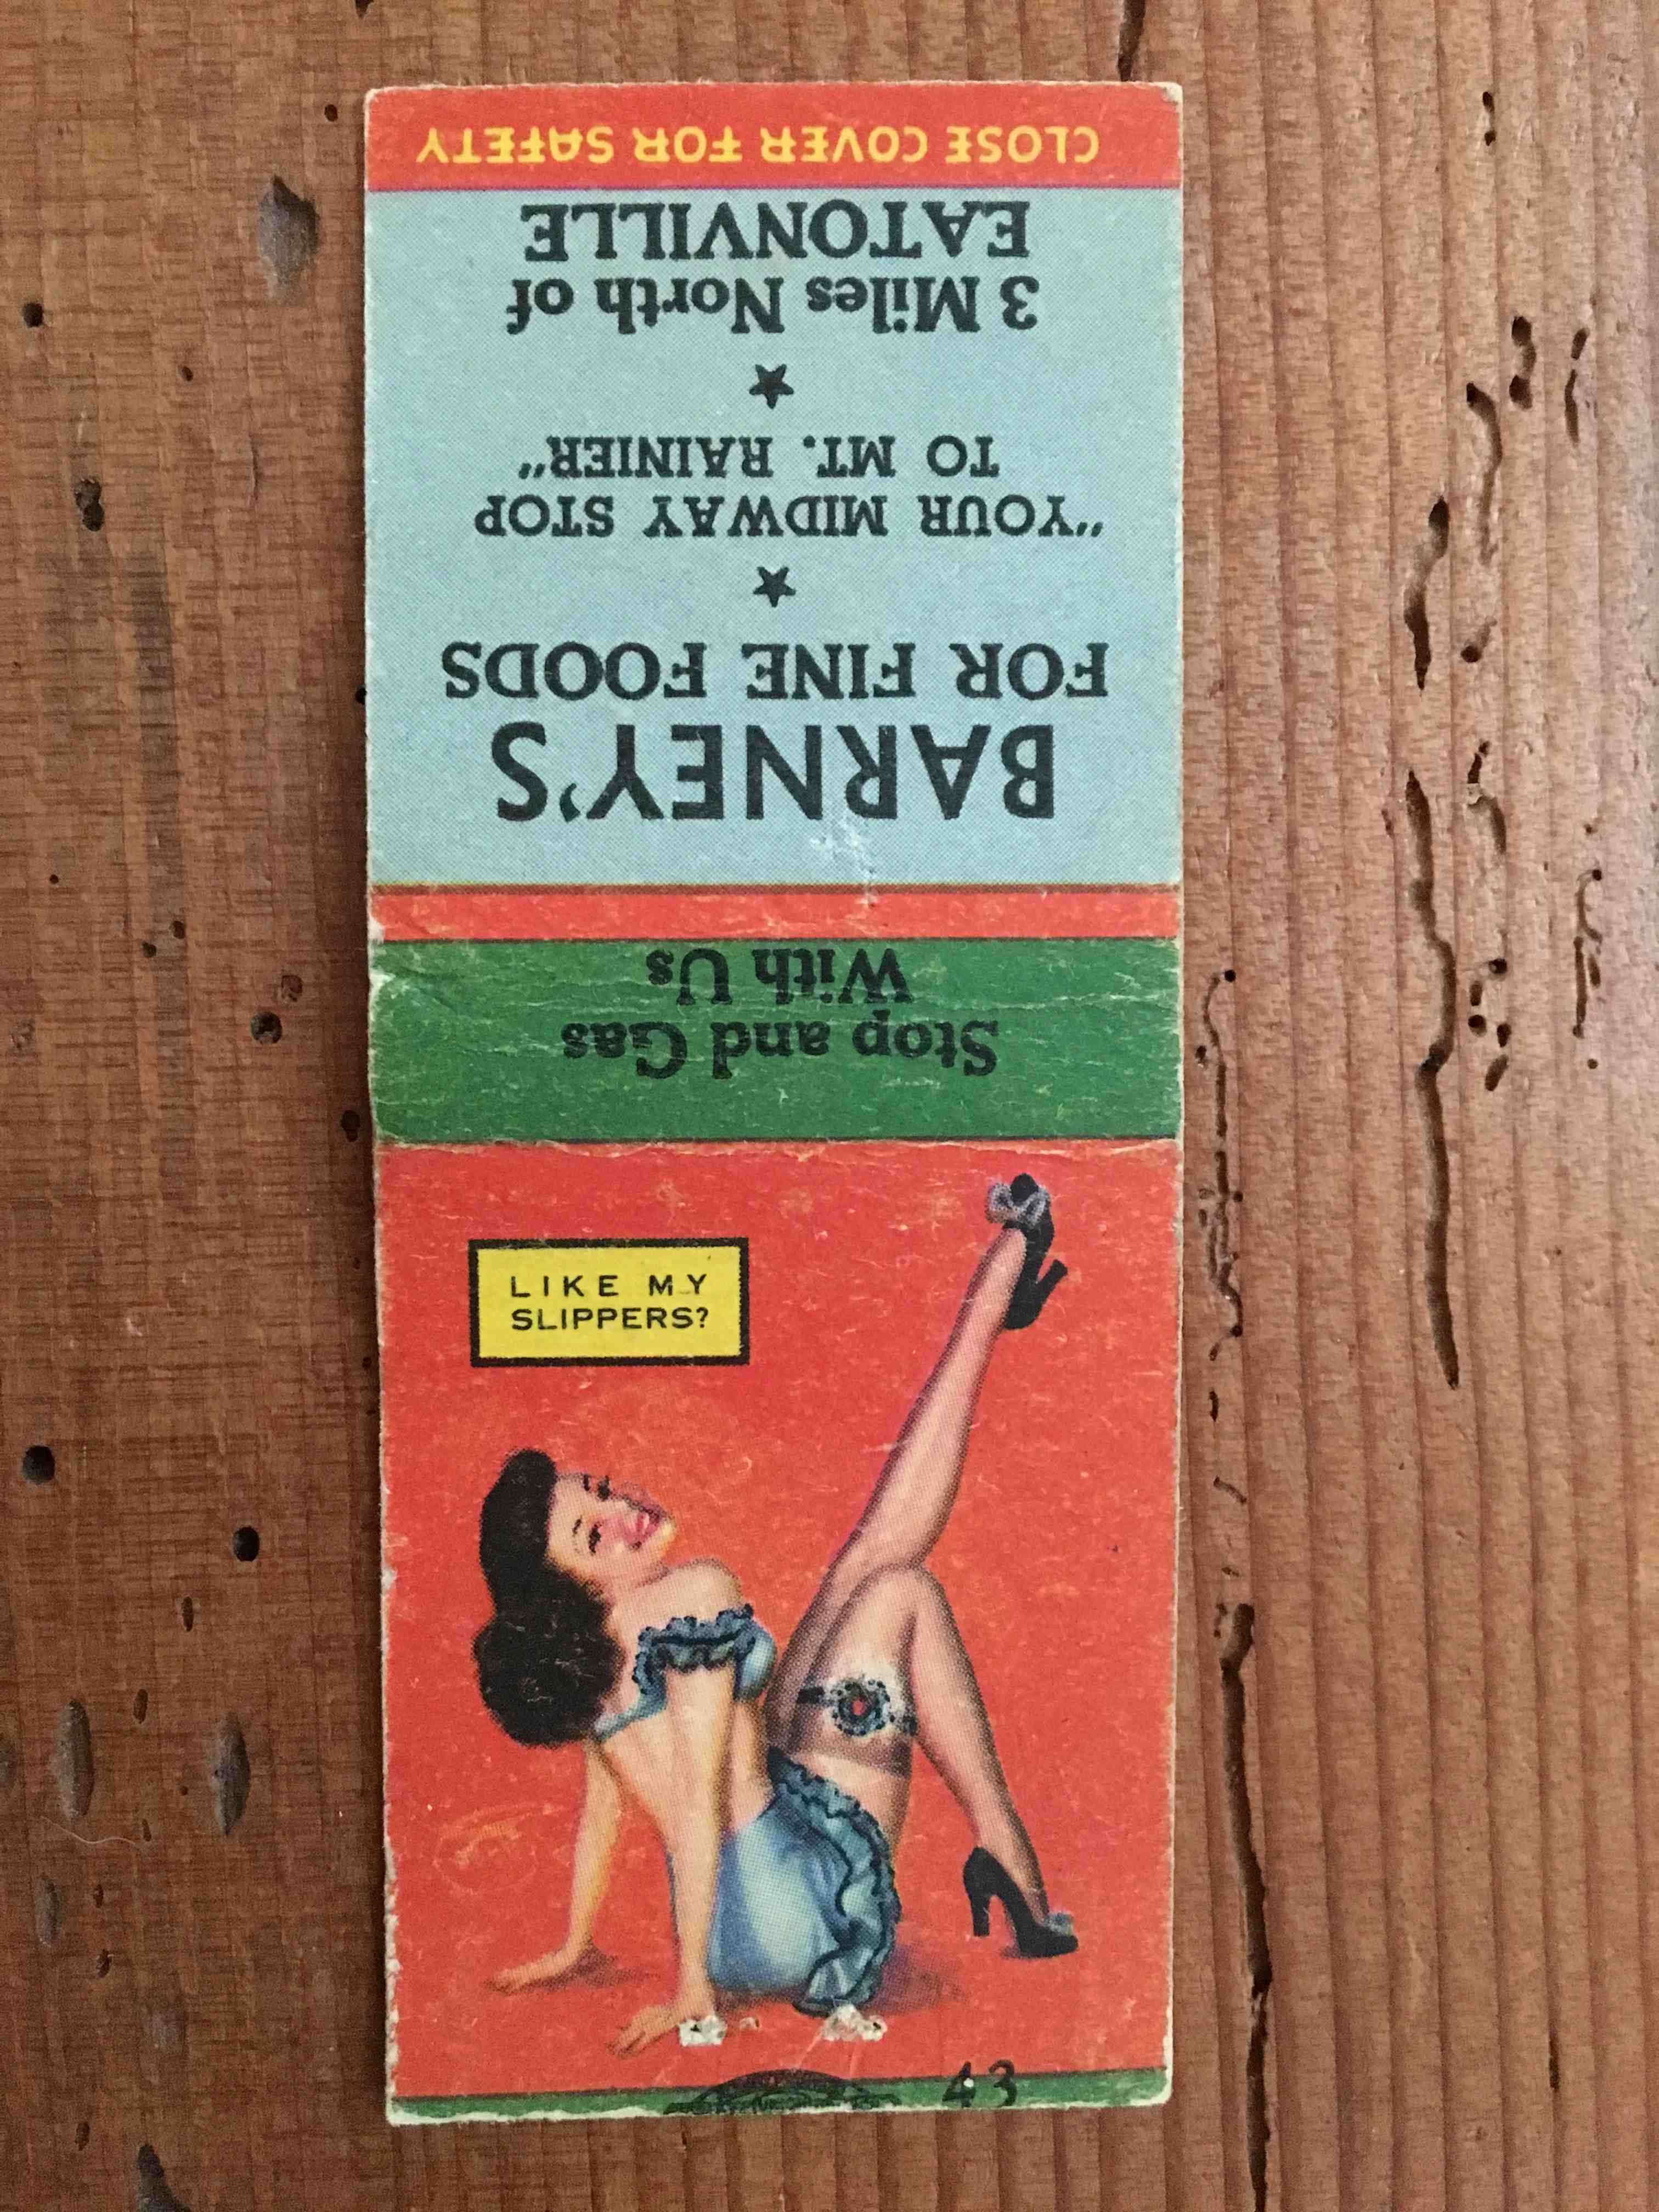 BARNEY'S
FOR FINE FOODS
"YOUR MIDWAY STOP
TO MT. RAINIER"
3 Miles North of
EATONVILLE
CLOSE COVER FOR SAFETY
Stop and Gas
With Us
LIKE MY
SLIPPERS?
43